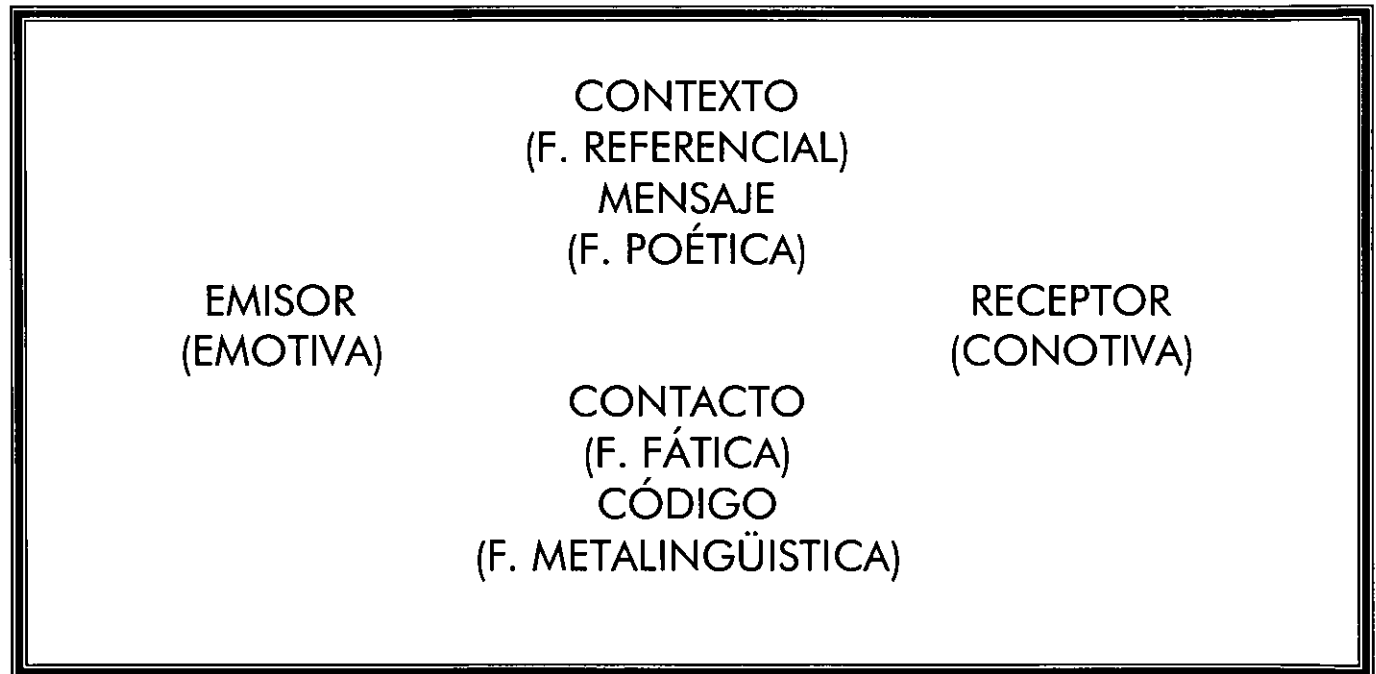 CONTEXTO
(F. REFERENCIAL)
MENSAJE
(F. POÉTICA)
EMISOR
(EMOTIVA)
RECEPTOR
(CONOTIVA)
CONTACTO
(F. FÁTICA)
CÓDIGO
(F. METALINGÜISTICA)